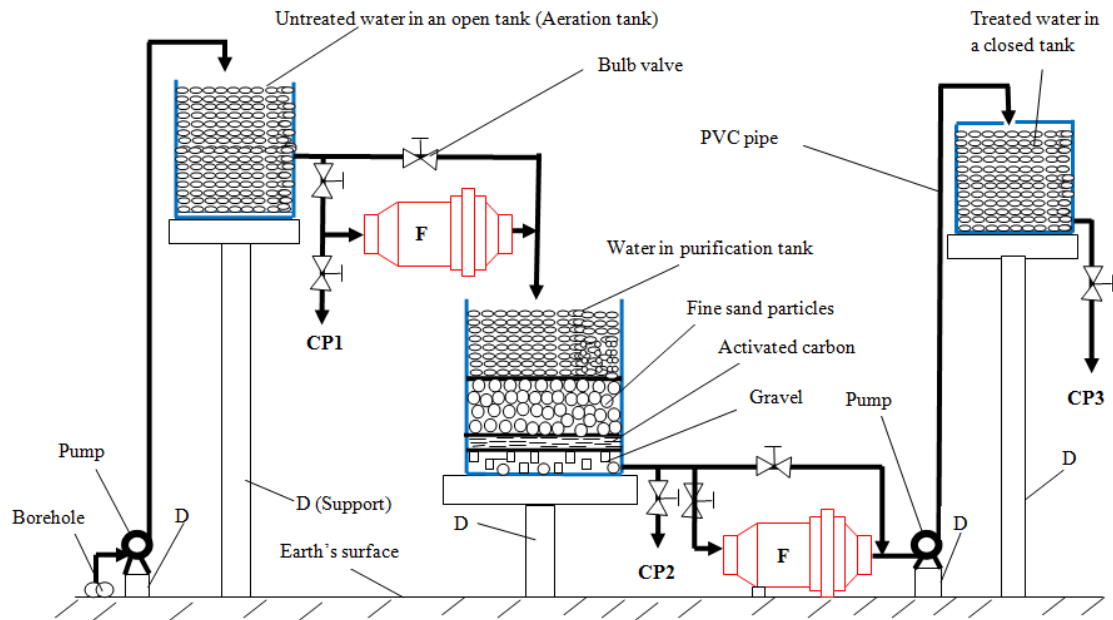 Untreated water in an open tank (Aeration tank)
Treated water in
a closed tank
Bulb valve
PVC pipe
F
Water in purification tank
CP1
Fine sand particles
Activated carbon
Gravel
Pump
CP3
Pump
D (Support)
D
D
Borehole
D
Earth's surface
D
CP2
F
D